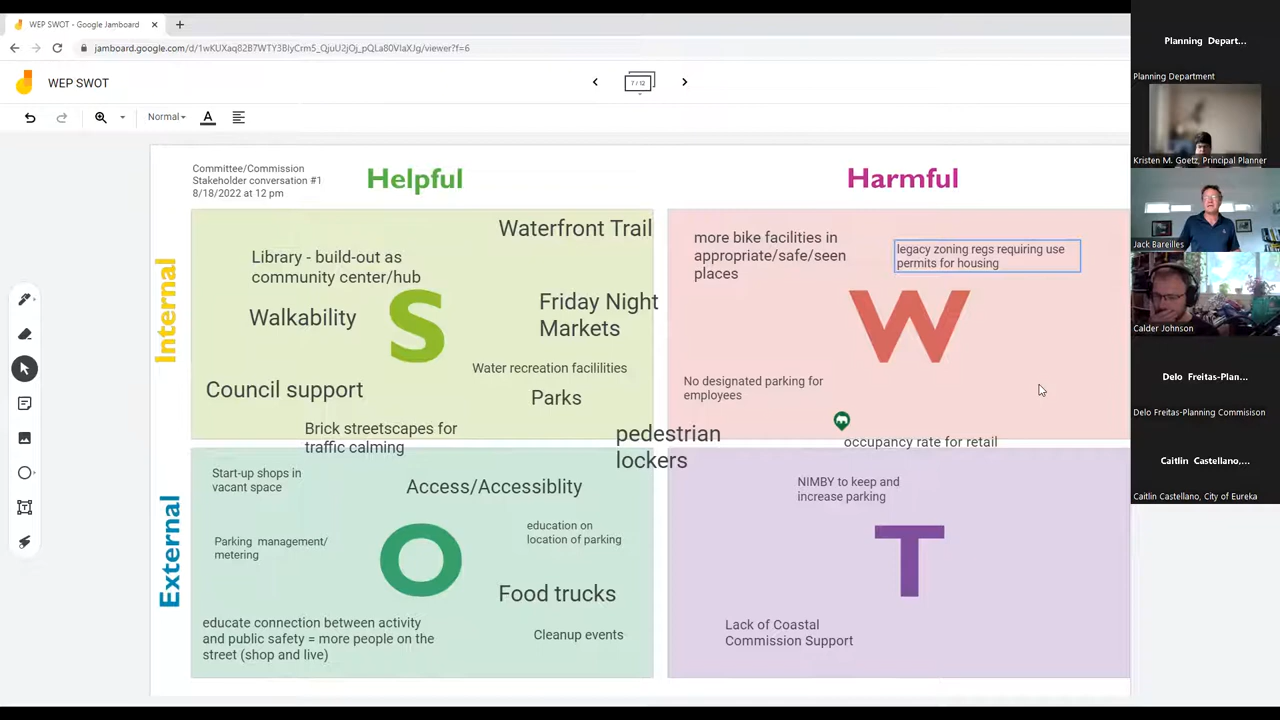 WEP SWOT - Google Jamboard
jamboard.google.com/d/1wKUXaq82B7WTY3BlyCrm5_QjuU2jOj_pQLa80VlaXJg/viewer?f=6
WEP SWOT
7 / 12
Normal
A
Committee/Commission
Stakeholder conversation #1
8/18/2022 at 12 pm
Helpful
Harmful
Internal
External
Waterfront Trail
Library - build-out as
community center/hub
Friday Night
Markets
Walkability
S
Water recreation facililities
Council support
Parks
Brick streetscapes for
traffic calming
pedestrian
lockers
more bike facilities in
appropriate/safe/seen
places
legacy zoning regs requiring use
permits for housing
W
No designated parking for
employees
occupancy rate for retail
Start-up shops in
vacant space
Access/Accessiblity
education on
location of parking
Parking management/
metering
O
Food trucks
educate connection between activity
and public safety = more people on the
street (shop and live)
Cleanup events
NIMBY to keep and
increase parking
T
Lack of Coastal
Commission Support
Planning Depart...
Planning Department
Kristen M. Goetz, Principal Planner
Jack Bareilles
Calder Johnson
Delo Freitas-Plan...
Delo Freitas-Planning Commisison
Caitlin Castellano,...
Caitlin Castellano, City of Eureka